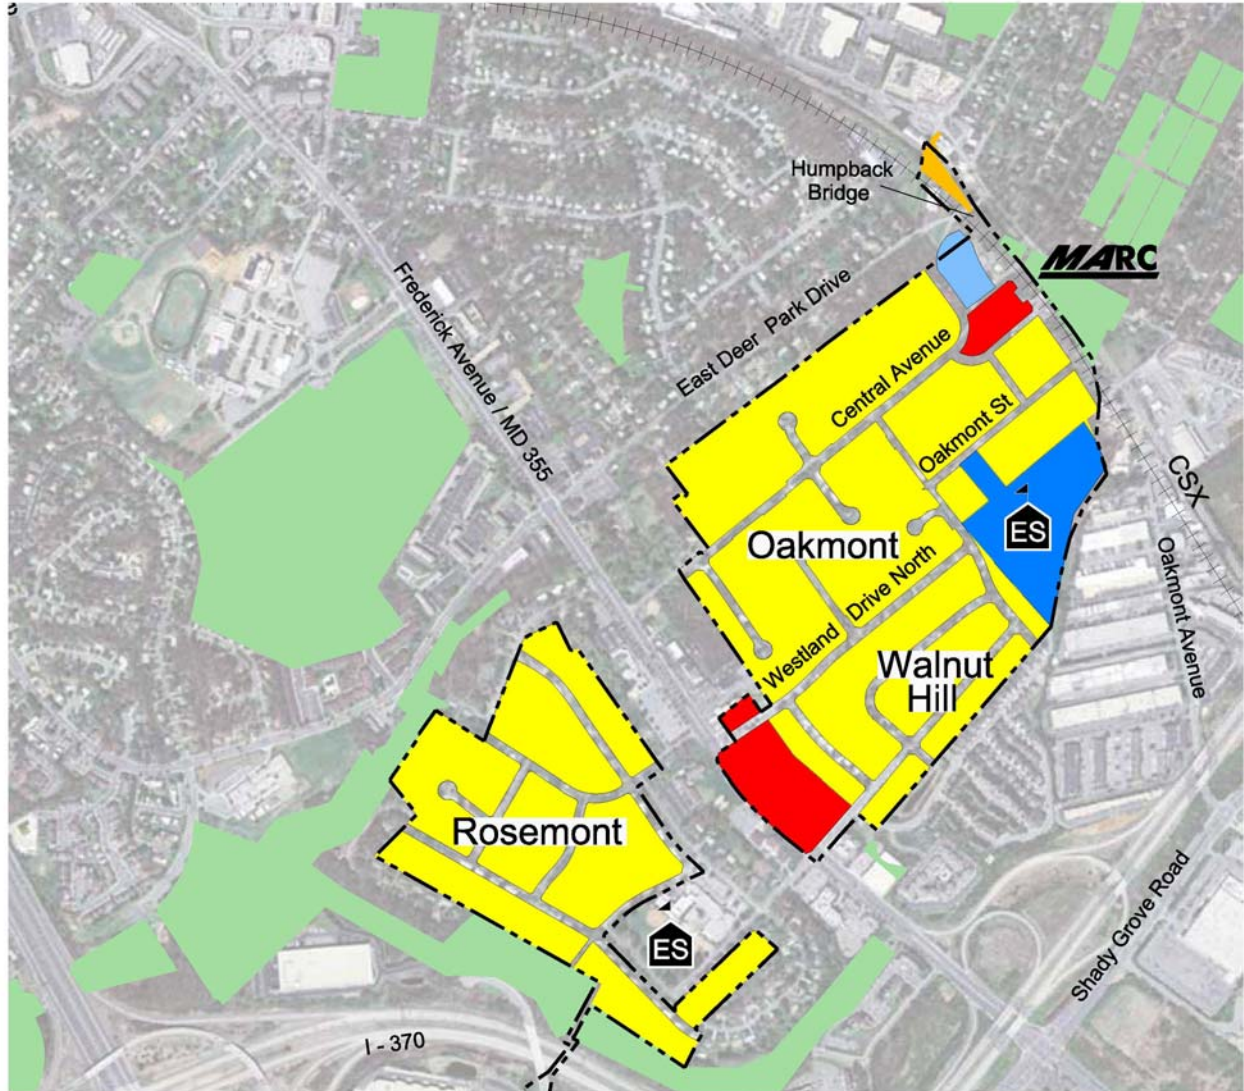 Humpback
Bridge
MARC
Frederick Avenue / MD 355
East Deer Park Drive
Central Avenue
Oakmont St
CSX
ES
Oakmont
Drive North
Oakmont Avenue
Westland
Walnut
Hill
Rosemont
ES
Shady Grove Road
I - 370